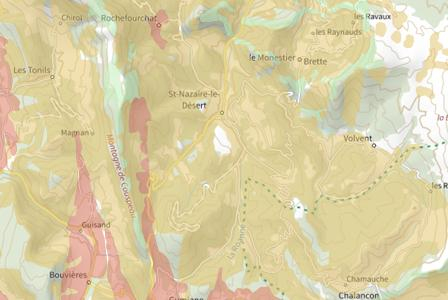 Chirol
Rochefourchat
les Ravaux
les Raynauds
le Monestier
Brette
Les Tonils
St-Nazaire-le-
Désert
Magnan
Volvent
Montagne de Couspeau
Guisand
la Roanne
Bouvières
Chamauche
Chalancon